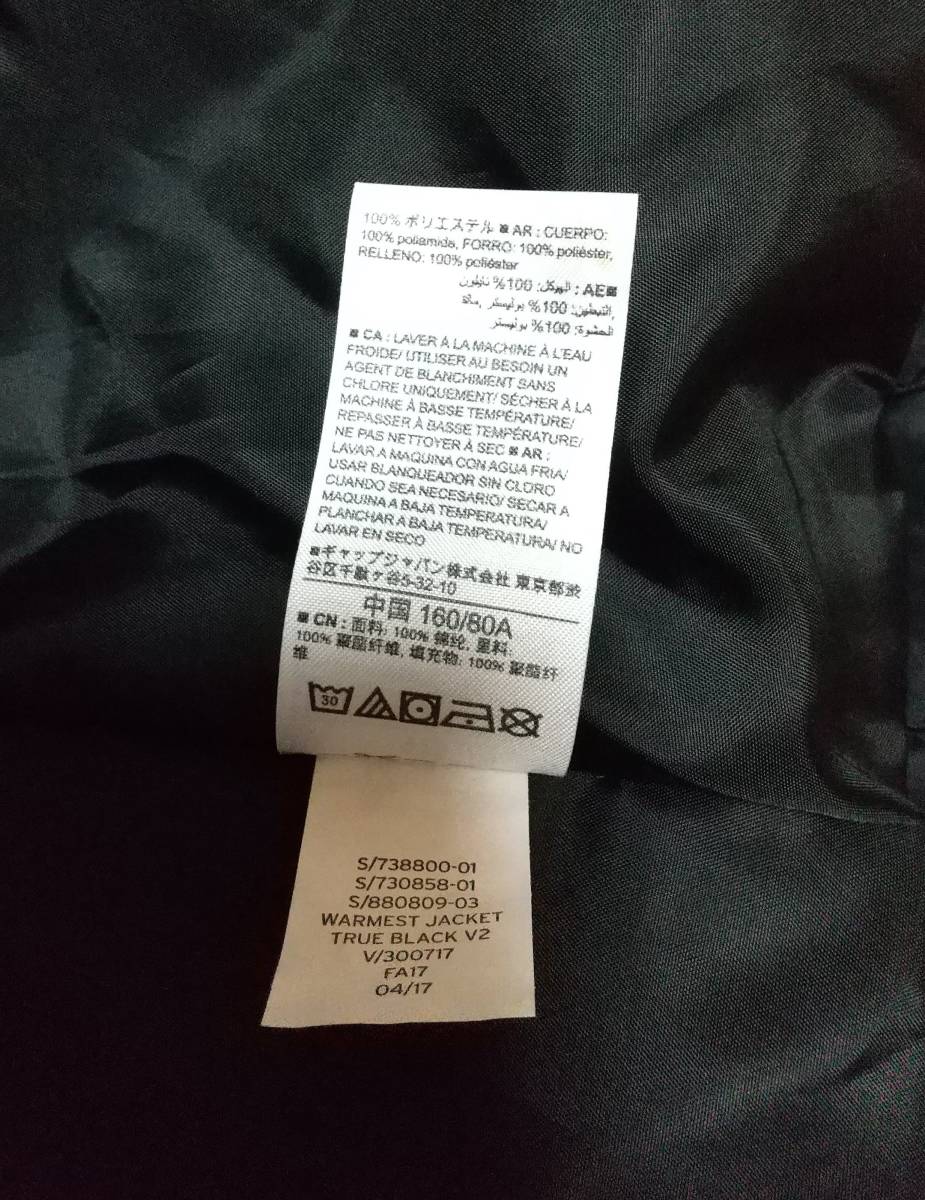 100% ポリエステル ■ AR : CUERPO:
100% poliamida, FORRO: 100% poliéster,
RELLENO: 100% poliéster
■AE : الهيكل: 100% نايلون
التبطين: 100% بوليستر, مادة
الحشوة: 100% بوليستر
■ CA : LAVER À LA MACHINE À L'EAU
FROIDE/ UTILISER AU BESOIN UN
AGENT DE BLANCHIMENT SANS
CHLORE UNIQUEMENT/ SÉCHER À LA
MACHINE À BASSE TEMPÉRATURE/
REPASSER À BASSE TEMPÉRATURE/
NE PAS NETTOYER À SEC ■ AR :
LAVAR A MAQUINA CON AGUA FRIA/
USAR BLANQUEADOR SIN CLORO
CUANDO SEA NECESARIO/ SECAR A
MAQUINA A BAJA TEMPERATURA/
PLANCHAR A BAJA TEMPERATURA/ NO
LAVAR EN SECO
■ギャップジャパン株式会社 東京都渋
谷区千駄ヶ谷5-32-10
中国 160/80A
■ CN : 面料: 100% 锦纶, 里料:
100% 聚酯纤维, 填充物: 100% 聚酯纤
维
30
S/738800-01
S/730858-01
S/880809-03
WARMEST JACKET
TRUE BLACK V2
V/300717
FA17
04/17